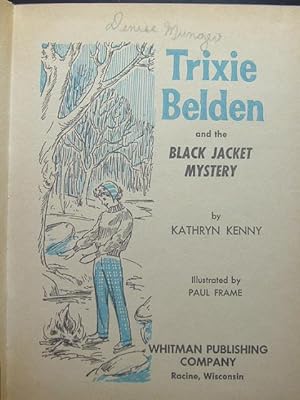 Denise Munger
Trixie
Belden
and the
BLACK JACKET
MYSTERY
by
KATHRYN KENNY
Illustrated by
PAUL FRAME
WHITMAN PUBLISHING
COMPANY
Racine, Wisconsin